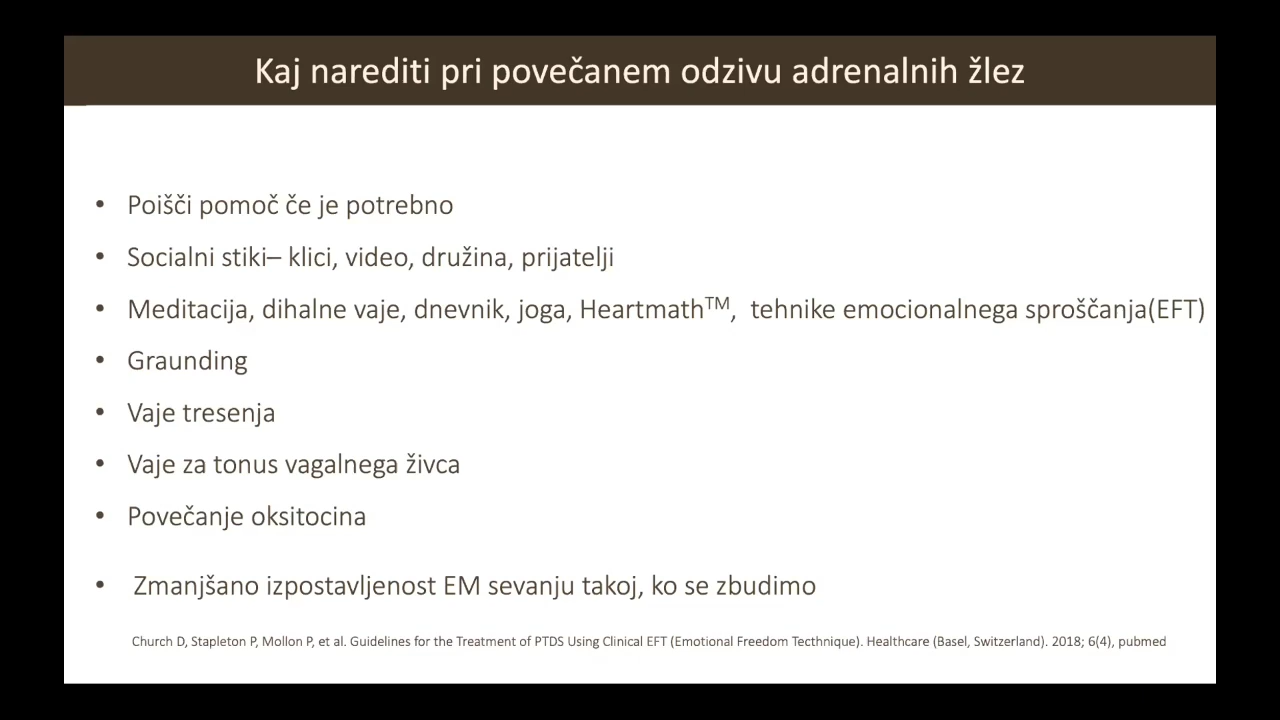 Kaj narediti pri povečanem odzivu adrenalnih žlez
• Poišči pomoč če je potrebno
• Socialni stiki– klici, video, družina, prijatelji
• Meditacija, dihalne vaje, dnevnik, joga, Heartmath™, tehnike emocionalnega sproščanja(EFT)
• Graunding
• Vaje tresenja
• Vaje za tonus vagalnega živca
• Povečanje oksitocina
• Zmanjšano izpostavljenost EM sevanju takoj, ko se zbudimo
Church D, Stapleton P, Mollon P, et al. Guidelines for the Treatment of PTDS Using Clinical EFT (Emotional Freedom Tecthnique). Healthcare (Basel, Switzerland). 2018; 6(4), pubmed